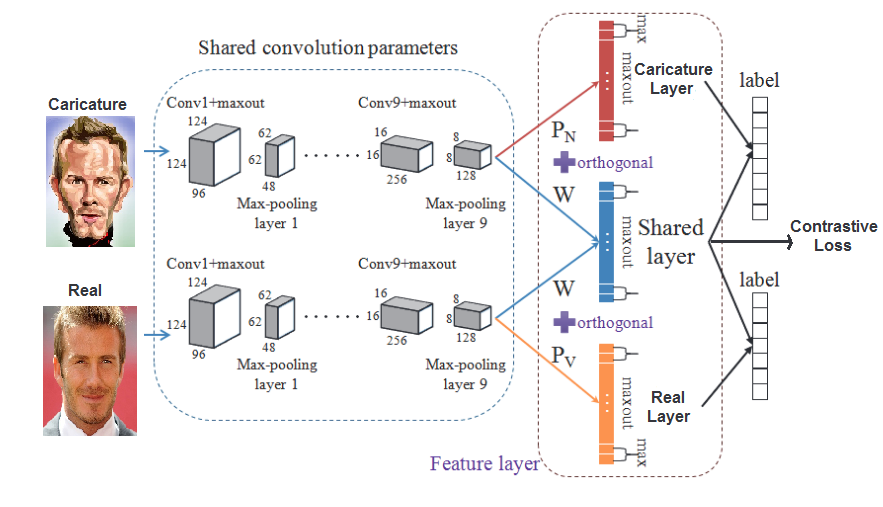 Shared convolution parameters
Caricature
Conv1+maxout
124
124
96
62
62
48
Max-pooling
layer 1
Conv9+maxout
16
16
256
8
8
128
Max-pooling
layer 9
Real
Conv1+maxout
124
124
96
62
62
48
Max-pooling
layer 1
Conv9+maxout
16
16
256
8
8
128
Max-pooling
layer 9
max
maxout
Caricature
Layer
P_N
orthogonal
W
maxout
Shared
layer
W
orthogonal
P_V
maxout
max
Real
Layer
Feature layer
label
Contrastive
Loss
label